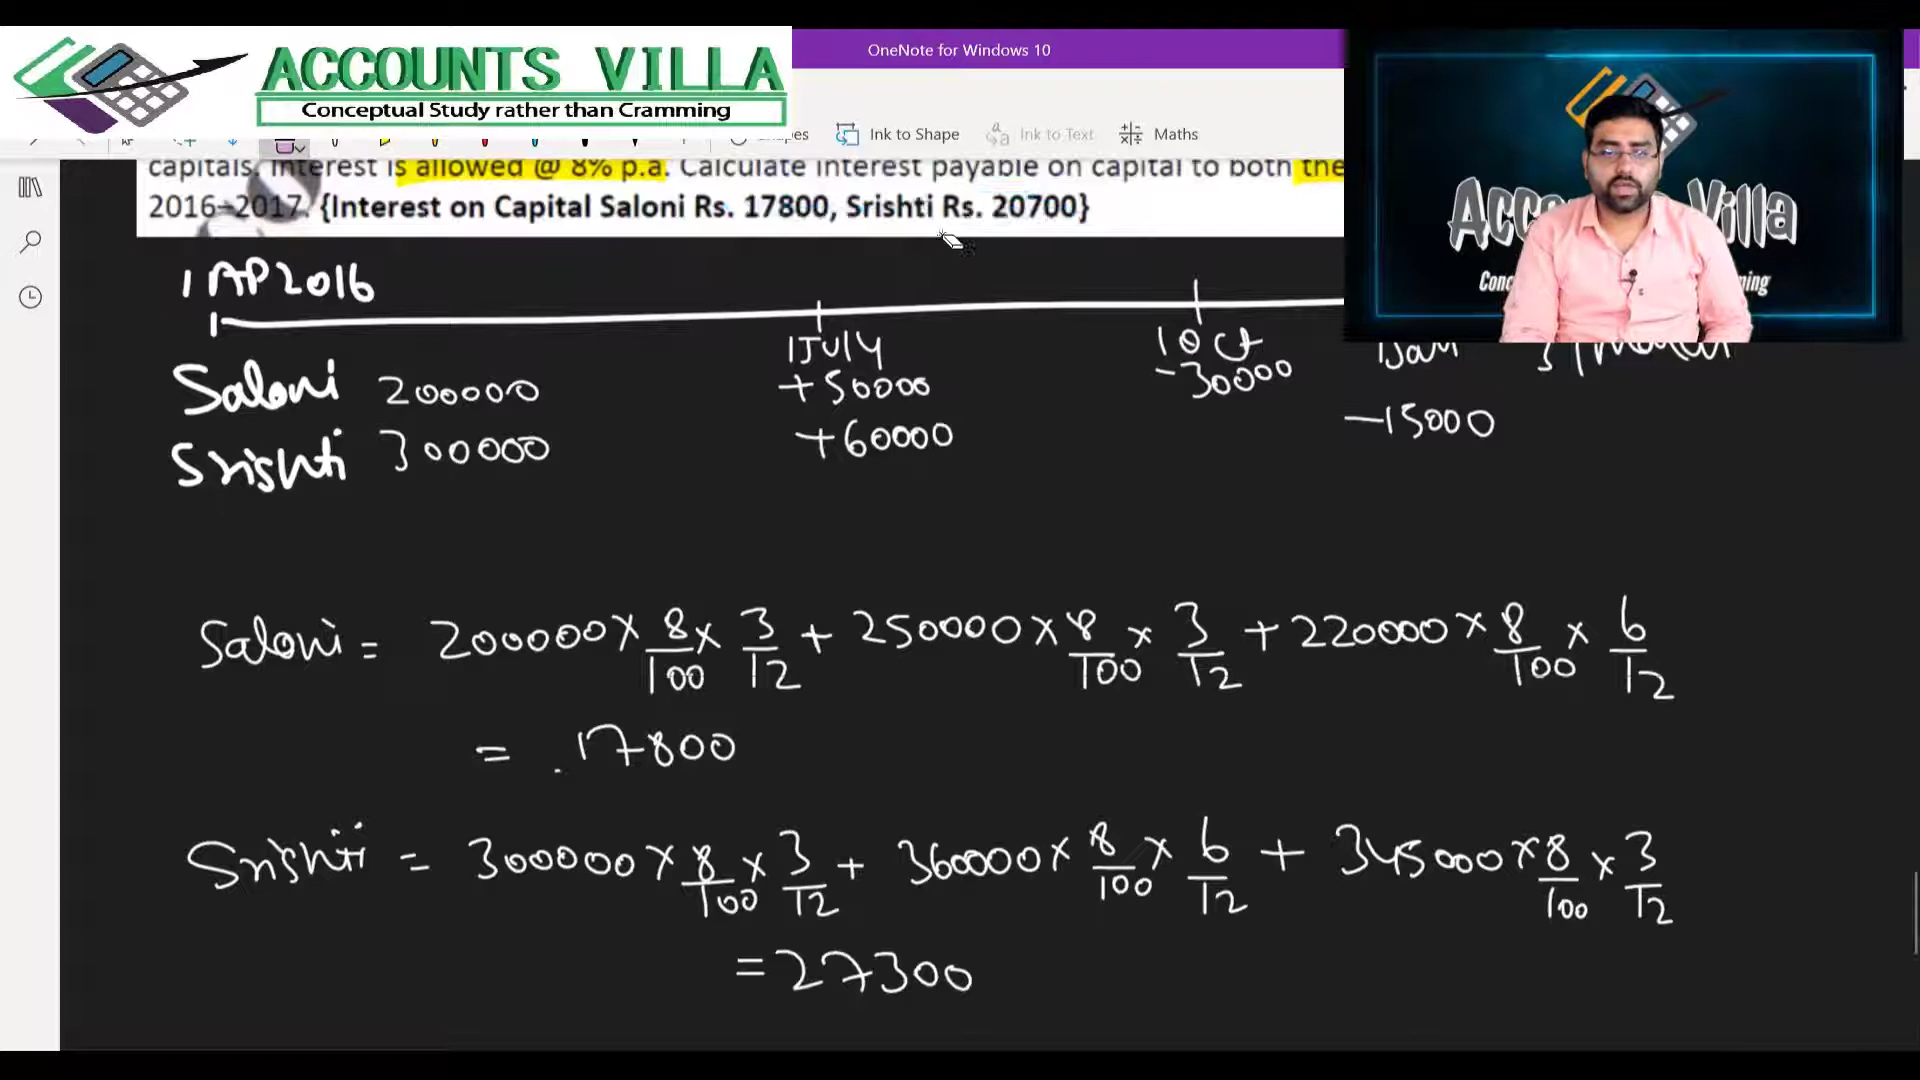 ACCOUNTS VILLA
Conceptual Study rather than Cramming
OneNote for Windows 10
Ink to Shape
Ink to Text
Maths
capitals. Interest is allowed @ 8% p.a. Calculate interest payable on capital to both the
2016-2017. {Interest on Capital Saloni Rs. 17800, Srishti Rs. 20700}
Villa
1 AP 2016
1 July
1 Oct
Saloni 200000 +50000 -30000
Srishti 300000 +60000 -15000
Saloni = 200000 × 8/100 × 3/12 + 250000 × 8/100 × 3/12 + 220000 × 8/100 × 6/12
= 17800
Srishti = 300000 × 8/100 × 3/12 + 360000 × 8/100 × 6/12 + 345000 × 8/100 × 3/12
= 27300